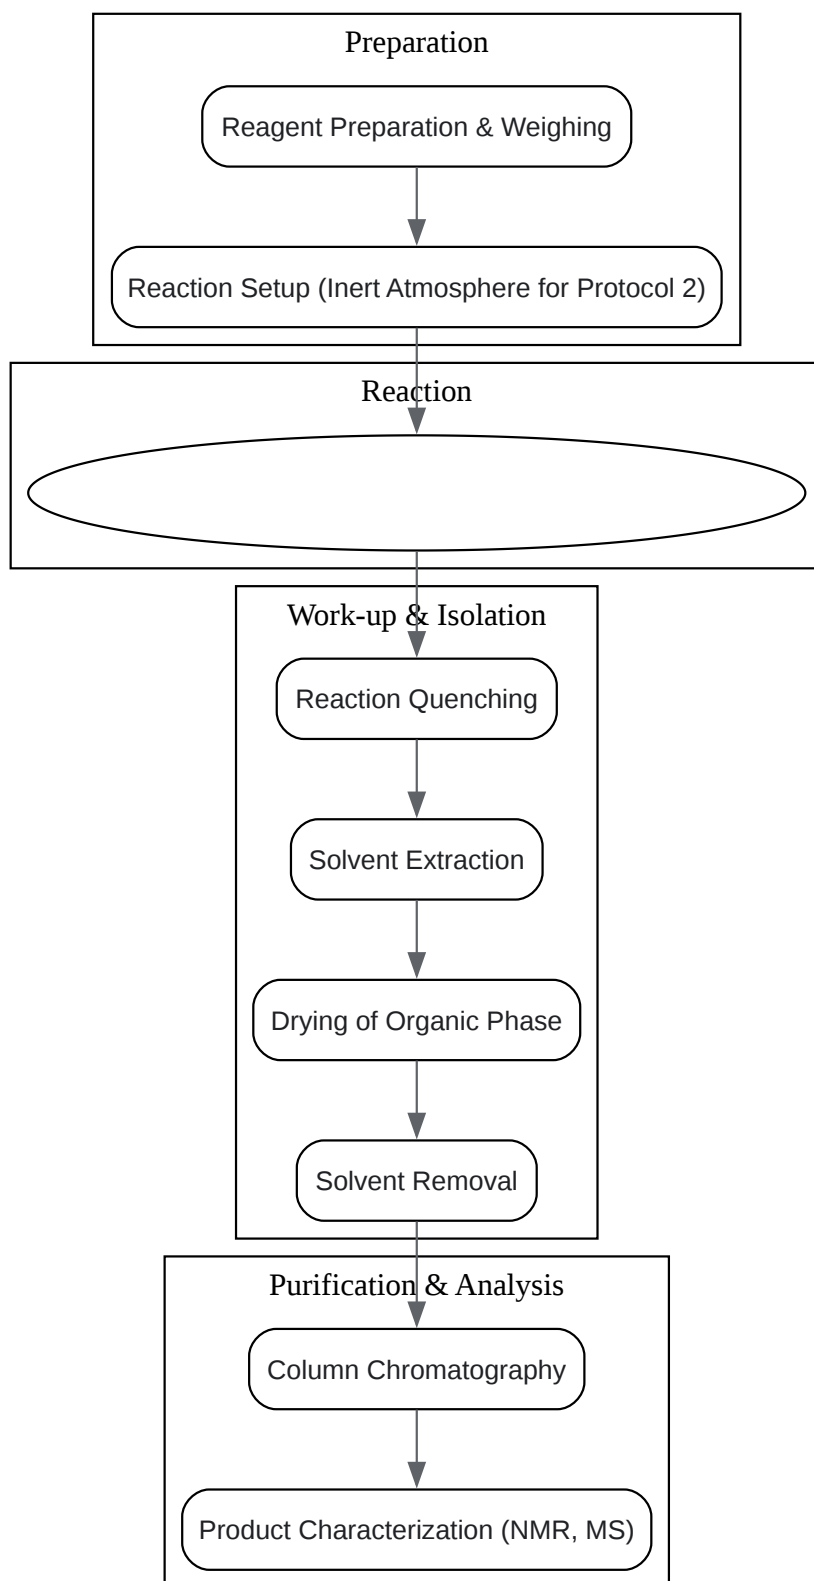 Preparation
Reagent Preparation & Weighing
Reaction Setup (Inert Atmosphere for Protocol 2)
Reaction
Work-up & Isolation
Reaction Quenching
Solvent Extraction
Drying of Organic Phase
Solvent Removal
Purification & Analysis
Column Chromatography
Product Characterization (NMR, MS)